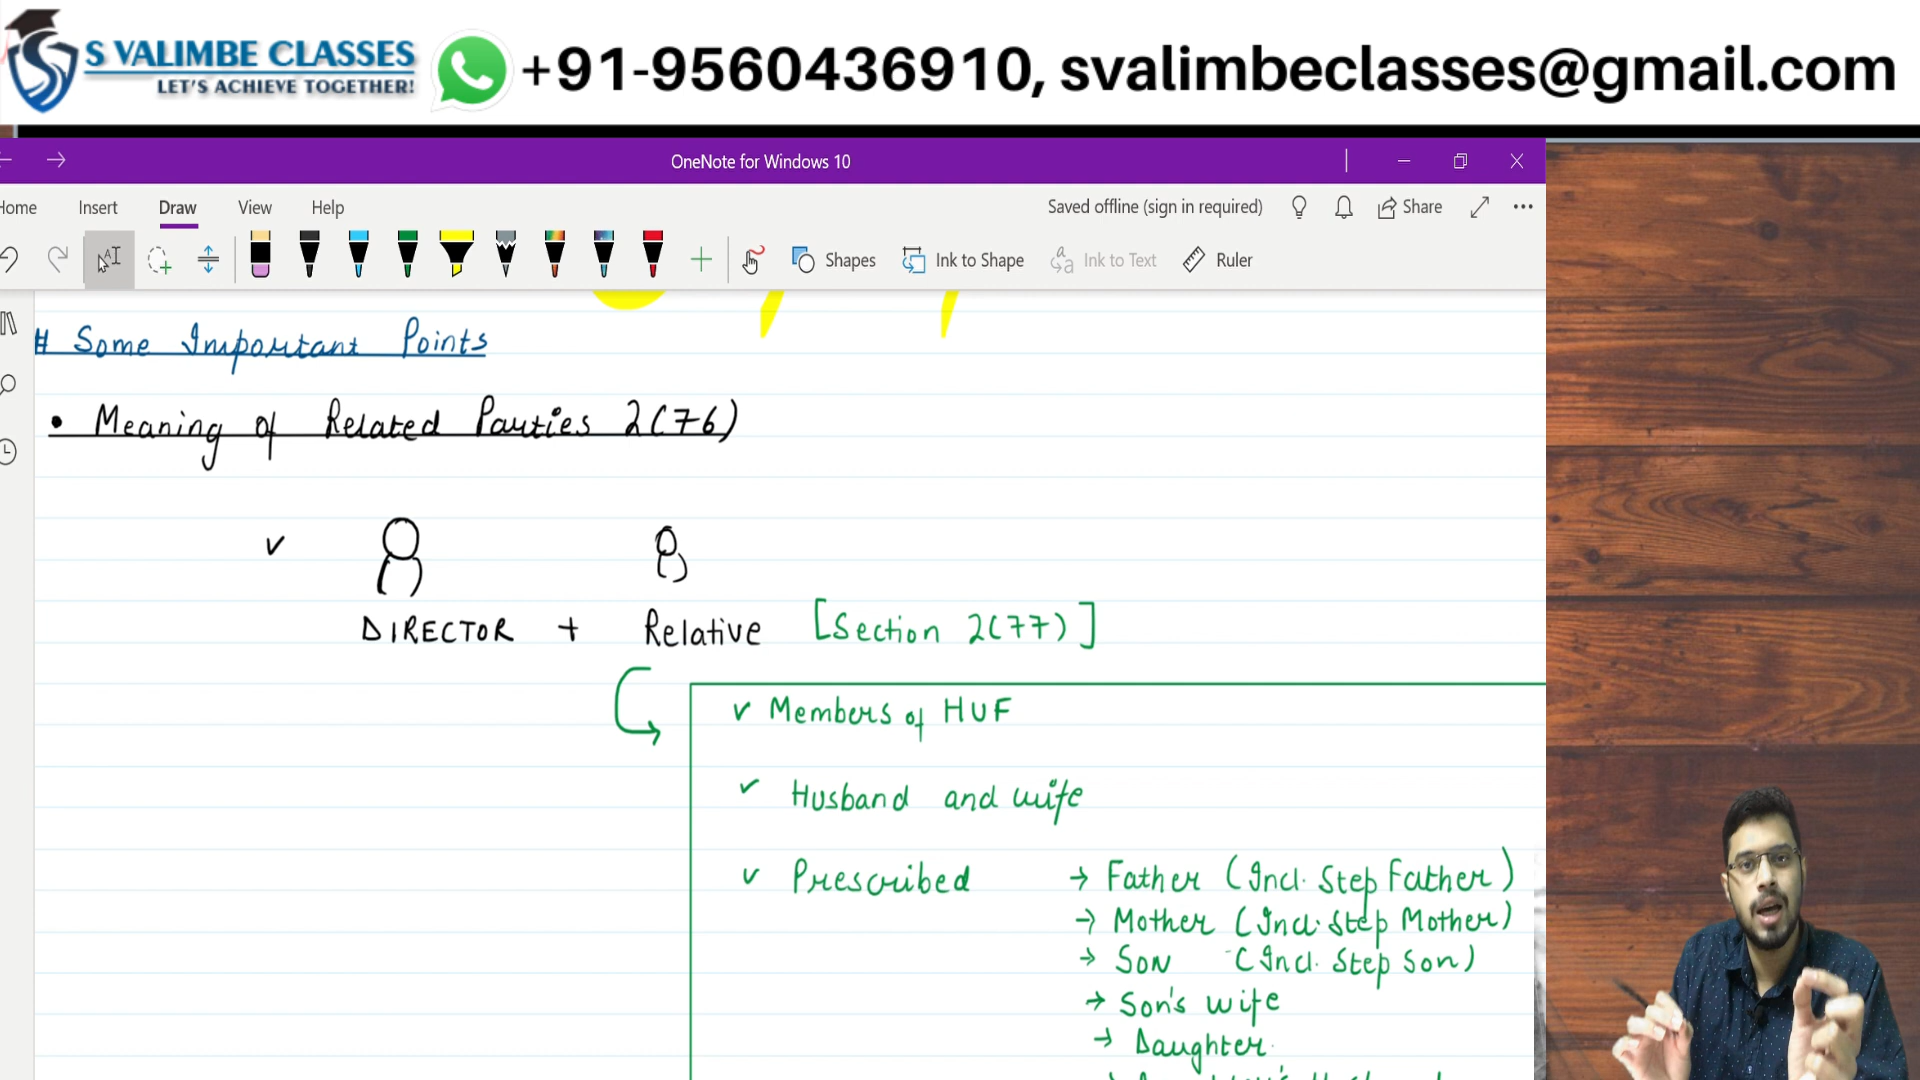 S VALIMBE CLASSES
LET'S ACHIEVE TOGETHER!
+91-9560436910, svalimbeclasses@gmail.com
OneNote for Windows 10
Home Insert Draw View Help
Saved offline (sign in required) Share
Shapes Ink to Shape Ink to Text Ruler
# Some Important Points
• Meaning of Related Parties 2(76)
DIRECTOR + Relative [Section 2(77)]
✓ Members of HUF
✓ Husband and wife
✓ Prescribed → Father (Incl. Step Father)
→ Mother (Incl. Step Mother)
→ Son (Incl. Step Son)
→ Son's wife
→ Daughter